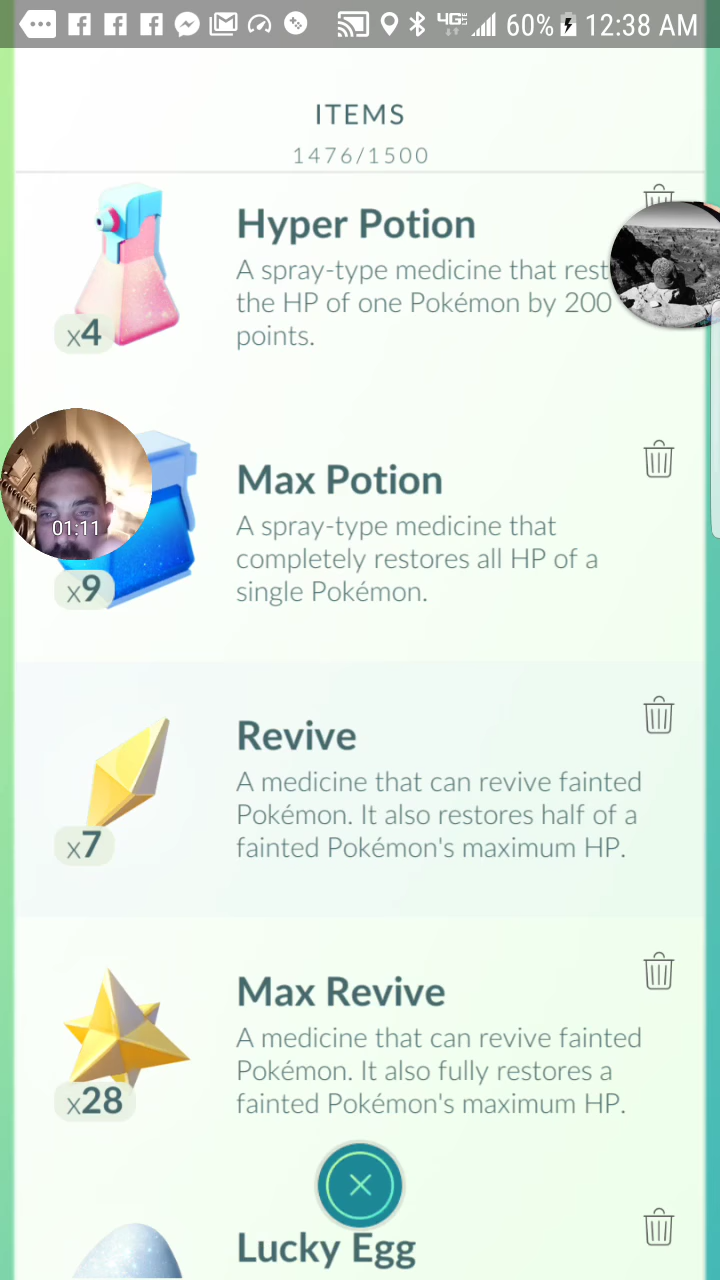 4G 60% 12:38 AM
ITEMS
1476/1500
Hyper Potion
A spray-type medicine that rest
the HP of one Pokémon by 200
points.
x4
Max Potion
A spray-type medicine that
completely restores all HP of a
single Pokémon.
01:11
x9
Revive
A medicine that can revive fainted
Pokémon. It also restores half of a
fainted Pokémon's maximum HP.
x7
Max Revive
A medicine that can revive fainted
Pokémon. It also fully restores a
fainted Pokémon's maximum HP.
x28
Lucky Egg